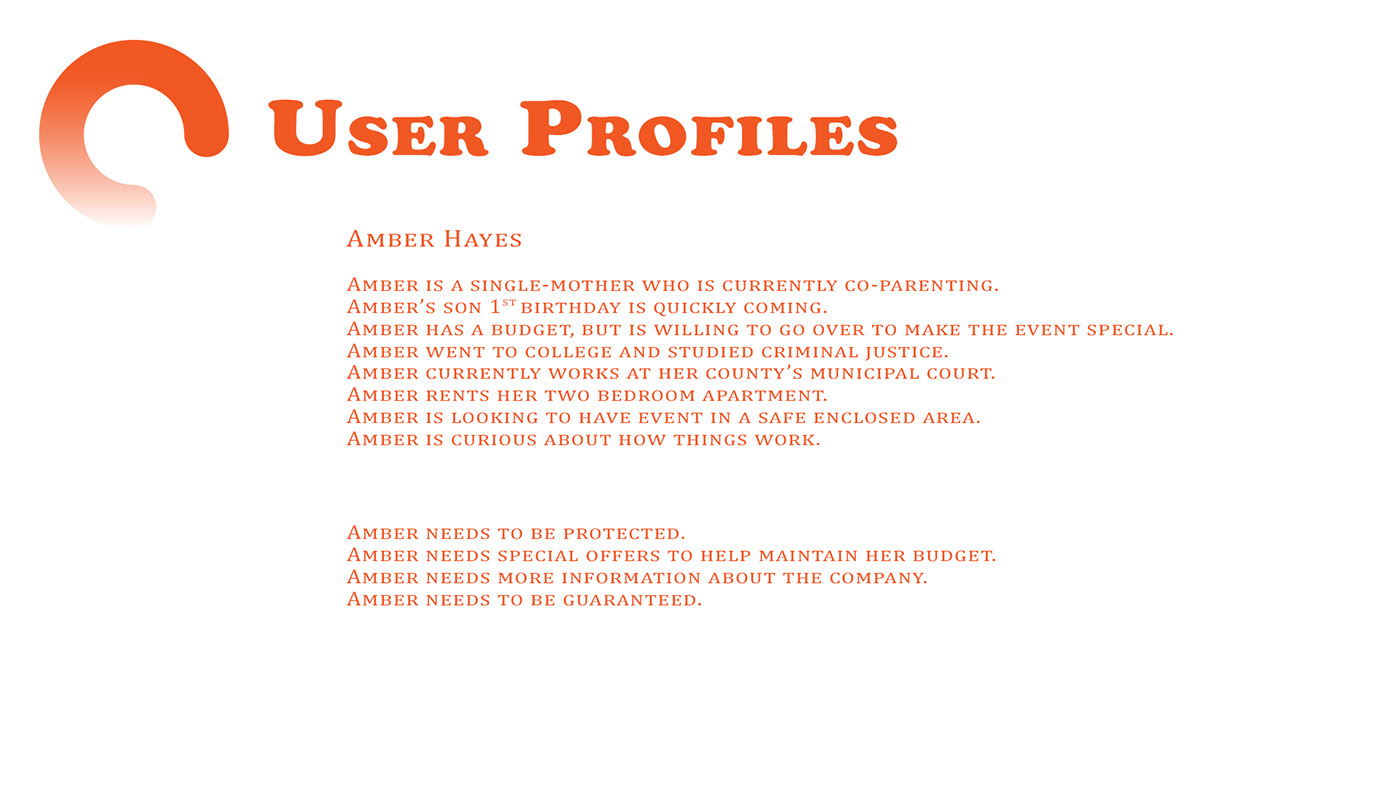 User Profiles
Amber Hayes
Amber is a single-mother who is currently co-parenting.
Amber's son 1st birthday is quickly coming.
Amber has a budget, but is willing to go over to make the event special.
Amber went to college and studied criminal justice.
Amber currently works at her county's municipal court.
Amber rents her two bedroom apartment.
Amber is looking to have event in a safe enclosed area.
Amber is curious about how things work.
Amber needs to be protected.
Amber needs special offers to help maintain her budget.
Amber needs more information about the company.
Amber needs to be guaranteed.